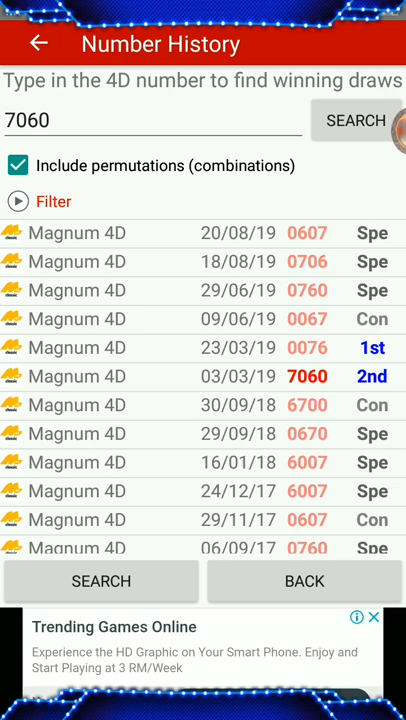 Number History
Type in the 4D number to find winning draws
7060
SEARCH
Include permutations (combinations)
Filter
Magnum 4D 20/08/19 0607 Spe
Magnum 4D 18/08/19 0706 Spe
Magnum 4D 29/06/19 0760 Spe
Magnum 4D 09/06/19 0067 Con
Magnum 4D 23/03/19 0076 1st
Magnum 4D 03/03/19 7060 2nd
Magnum 4D 30/09/18 6700 Con
Magnum 4D 29/09/18 0670 Spe
Magnum 4D 16/01/18 6007 Spe
Magnum 4D 24/12/17 6007 Spe
Magnum 4D 29/11/17 0607 Con
Magnum 4D 06/09/17 0760 Spe
SEARCH BACK
Trending Games Online
Experience the HD Graphic on Your Smart Phone. Enjoy and
Start Playing at 3 RM/Week